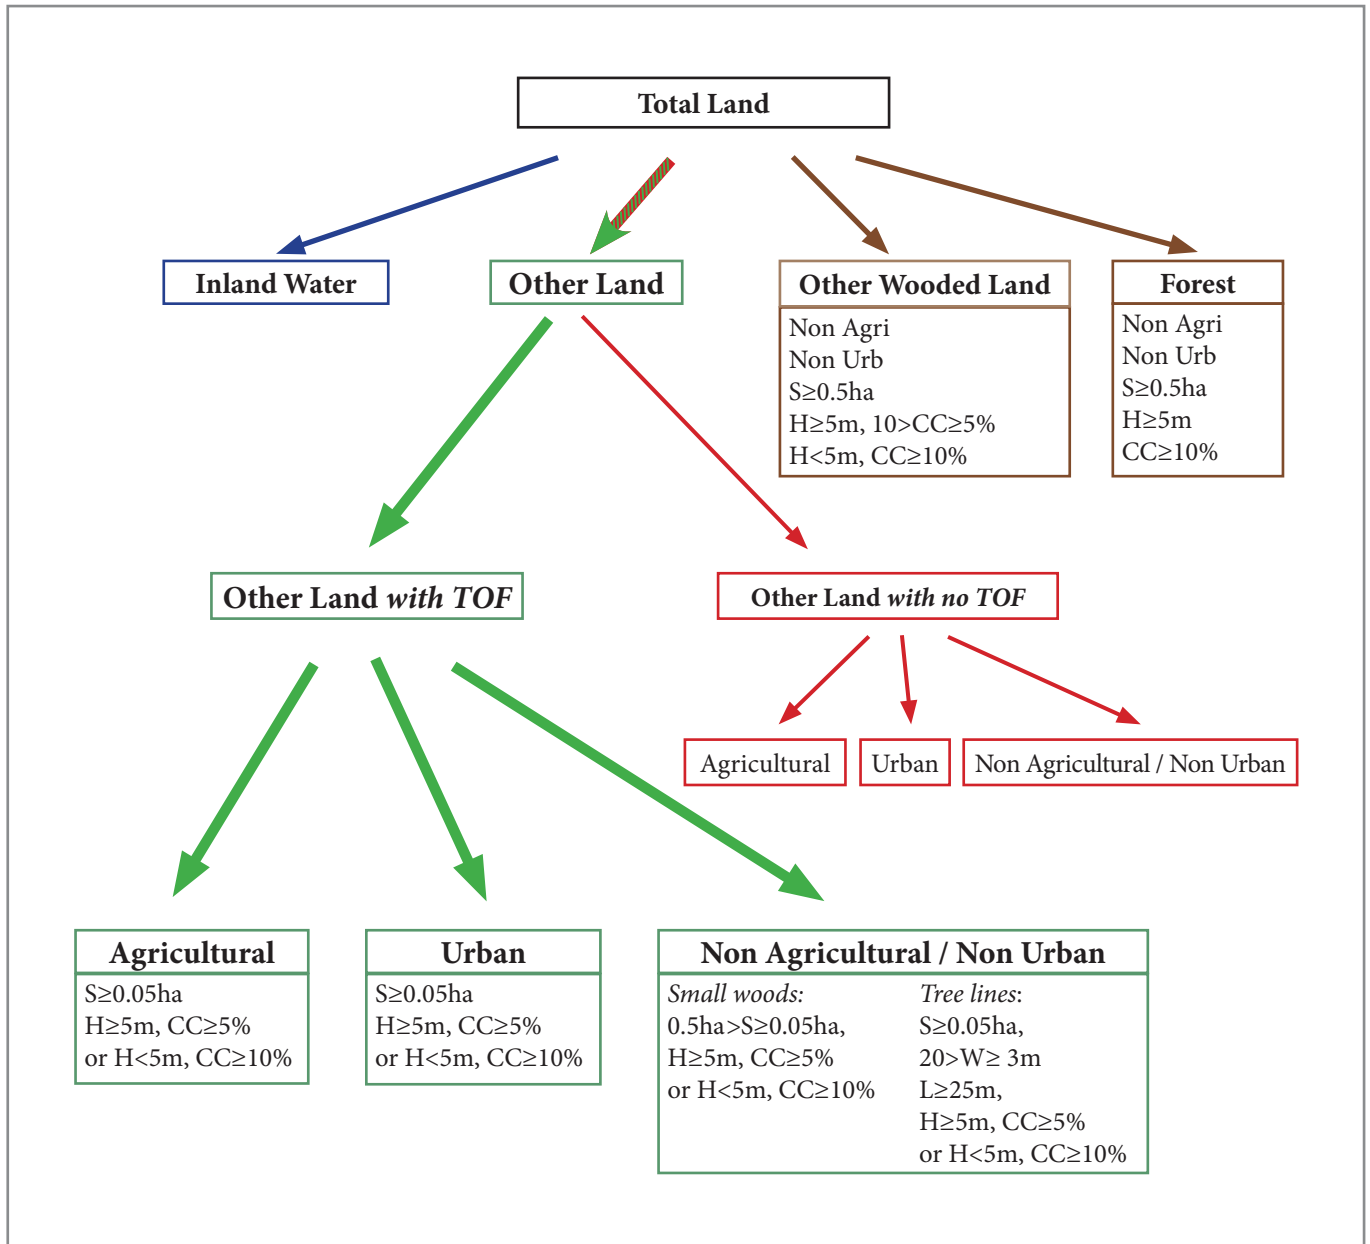 Total Land
Inland Water
Other Land
Other Wooded Land
Non Agri
Non Urb
S≥0.5ha
H≥5m, 10>CC≥5%
H<5m, CC≥10%
Forest
Non Agri
Non Urb
S≥0.5ha
H≥5m
CC≥10%
Other Land with TOF
Other Land with no TOF
Agricultural
Urban
Non Agricultural / Non Urban
Agricultural
S≥0.05ha
H≥5m, CC≥5%
or H<5m, CC≥10%
Urban
S≥0.05ha
H≥5m, CC≥5%
or H<5m, CC≥10%
Non Agricultural / Non Urban
Small woods:
0.5ha>S≥0.05ha,
H≥5m, CC≥5%
or H<5m, CC≥10%
Tree lines:
S≥0.05ha,
20>W≥ 3m
L≥25m,
H≥5m, CC≥5%
or H<5m, CC≥10%